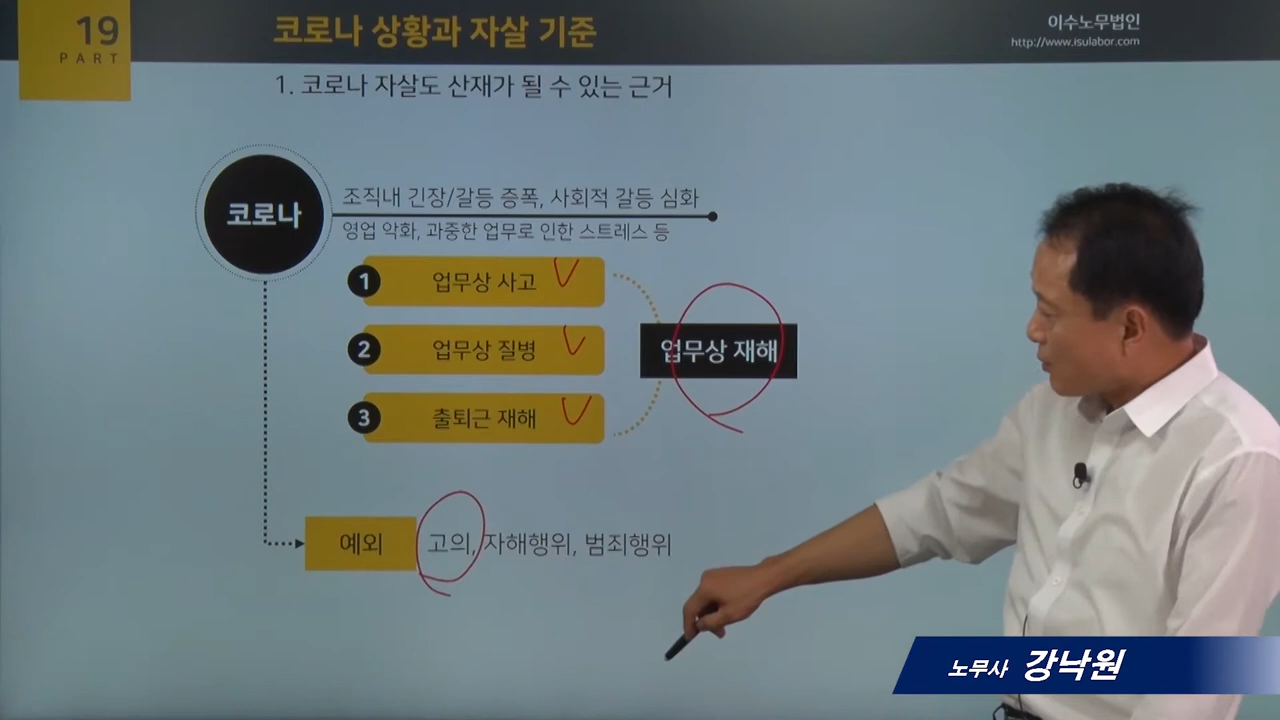 19
PART
코로나 상황과 자살 기준
이수노무법인
http://www.isulabor.com
1. 코로나 자살도 산재가 될 수 있는 근거
코로나
조직내 긴장/갈등 증폭, 사회적 갈등 심화
영업 악화, 과중한 업무로 인한 스트레스 등
1 업무상 사고
2 업무상 질병
3 출퇴근 재해
업무상 재해
예외 고의, 자해행위, 범죄행위
노무사 강낙원